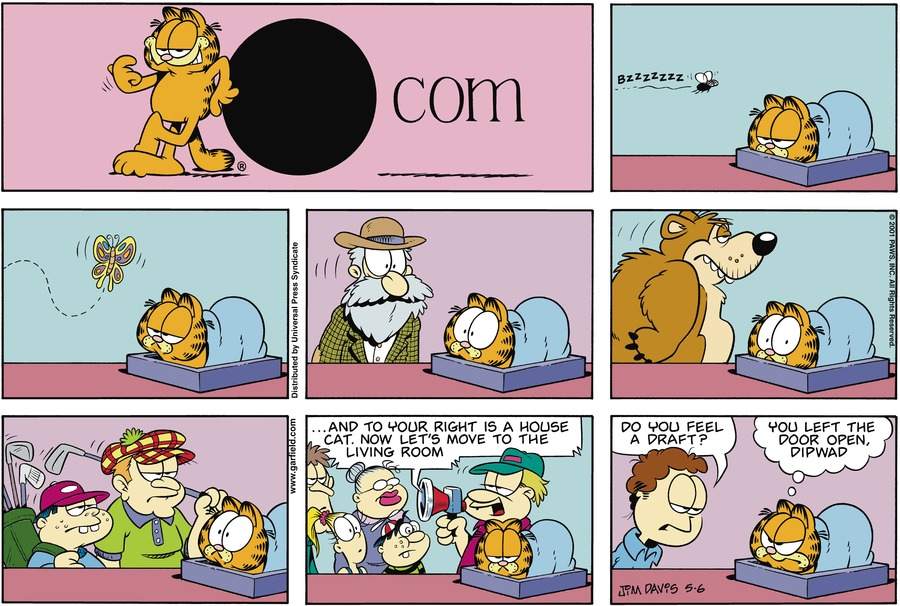 com
®
BZZZZZZZ
Distributed by Universal Press Syndicate
© 2001 PAWS, INC. All Rights Reserved.
www.garfield.com
...AND TO YOUR RIGHT IS A HOUSE
CAT. NOW LET'S MOVE TO THE
LIVING ROOM
DO YOU FEEL
A DRAFT?
YOU LEFT THE
DOOR OPEN,
DIPWAD
JIM DAVIS 5-6